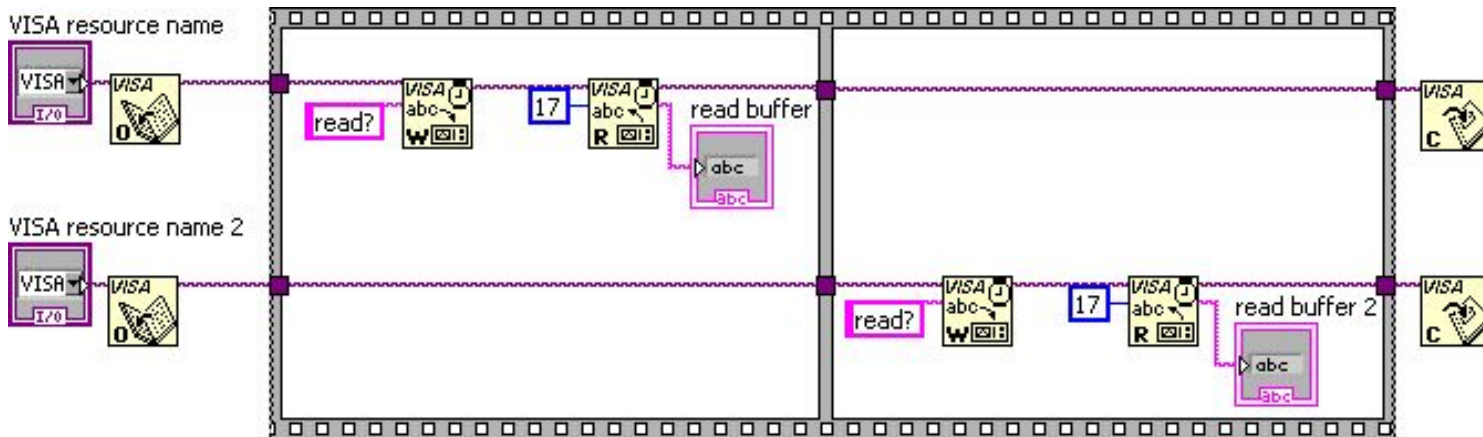 VISA resource name
VISA
I/O
VISA
O
read?
VISA
abc
W
17
VISA
abc
R
read buffer
abc
abc
VISA
C
VISA resource name 2
VISA
I/O
VISA
O
read?
VISA
abc
W
17
VISA
abc
R
read buffer 2
abc
abc
VISA
C